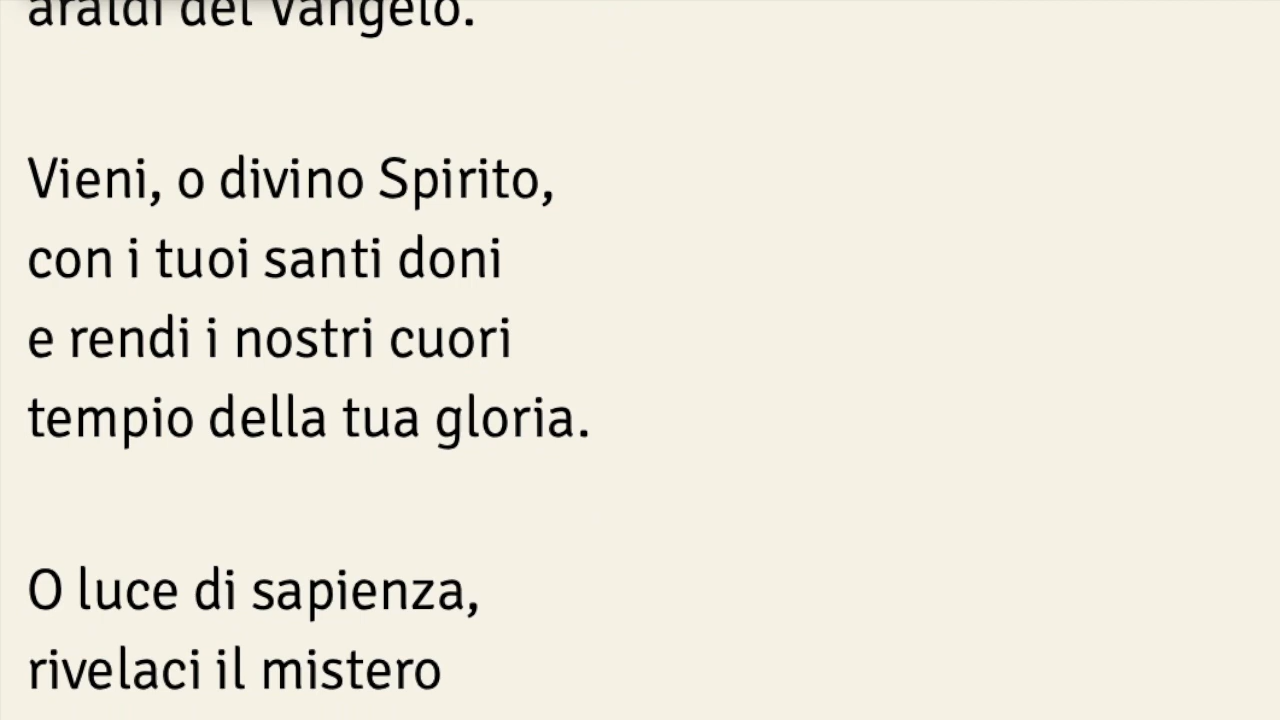 araldi del Vangelo.
Vieni, o divino Spirito,
con i tuoi santi doni
e rendi i nostri cuori
tempio della tua gloria.
O luce di sapienza,
rivelaci il mistero